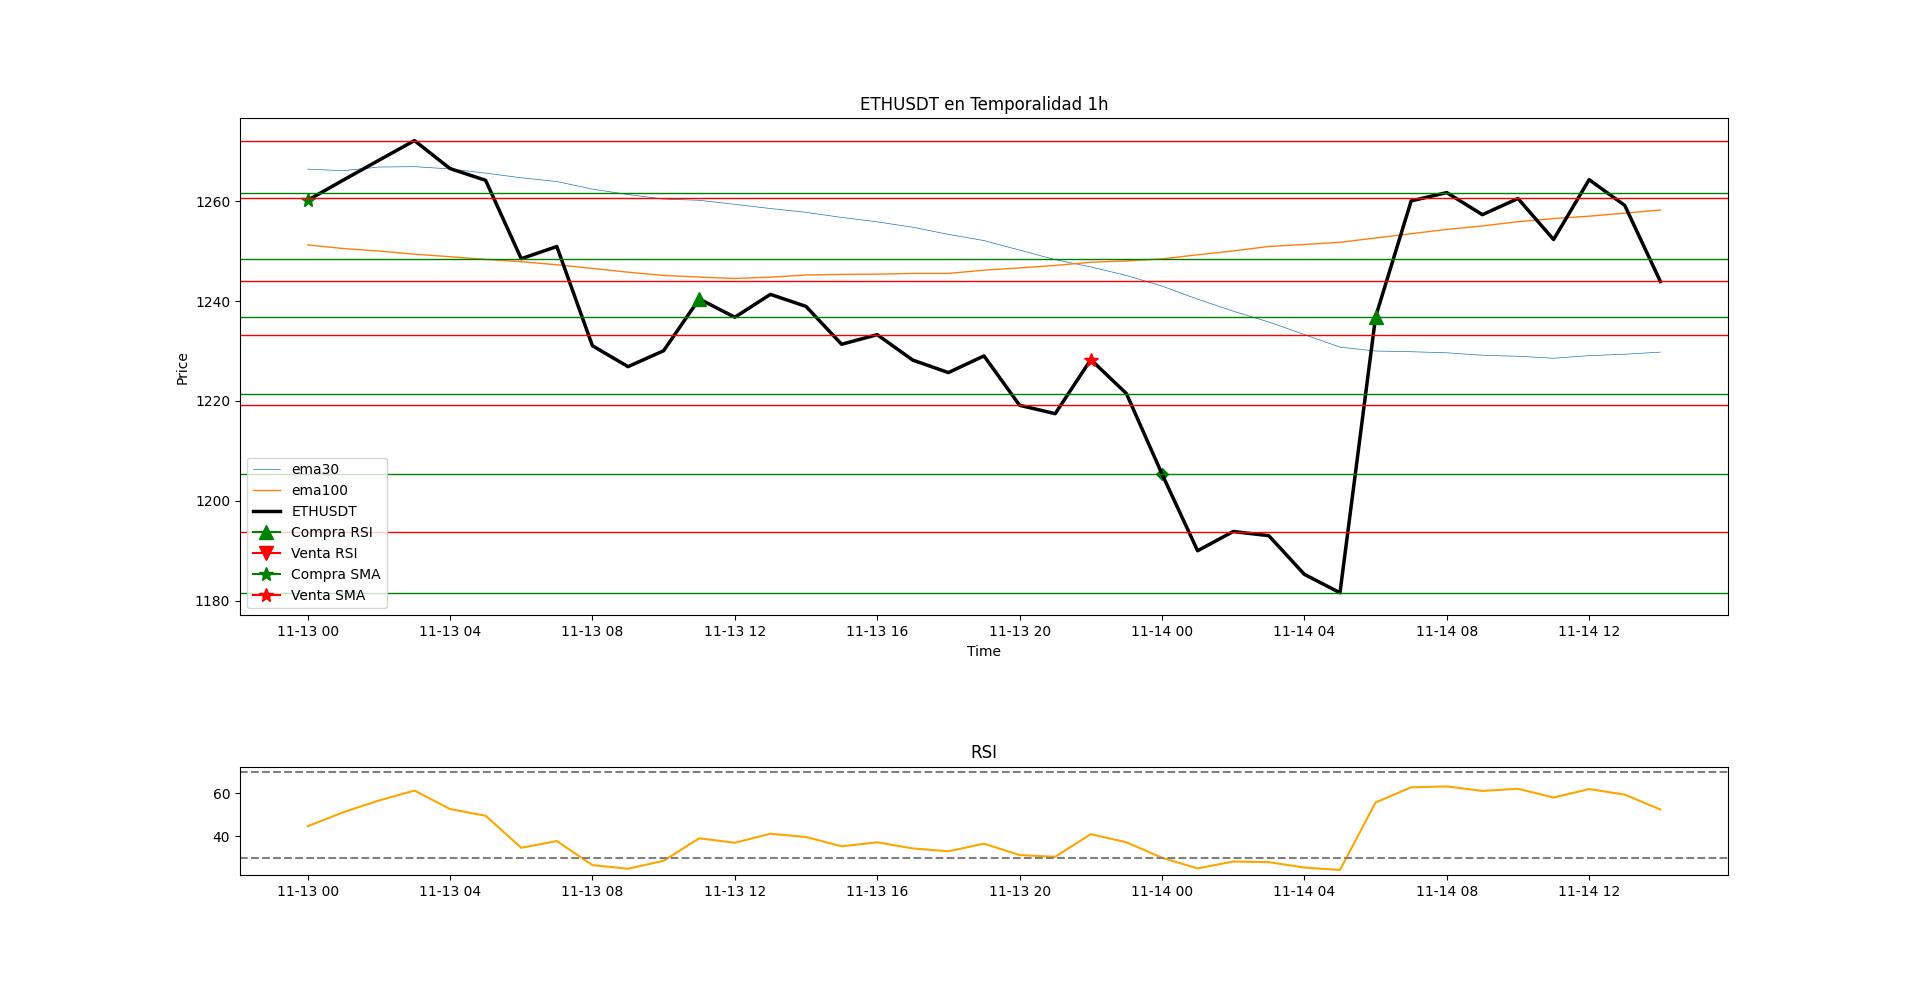 ETHUSDT en Temporalidad 1h
Price
1260
1240
1220
1200
1180
ema30
ema100
ETHUSDT
Compra RSI
Venta RSI
Compra SMA
Venta SMA
11-13 00 11-13 04 11-13 08 11-13 12 11-13 16 11-13 20 11-14 00 11-14 04 11-14 08 11-14 12
Time
RSI
60
40
11-13 00 11-13 04 11-13 08 11-13 12 11-13 16 11-13 20 11-14 00 11-14 04 11-14 08 11-14 12